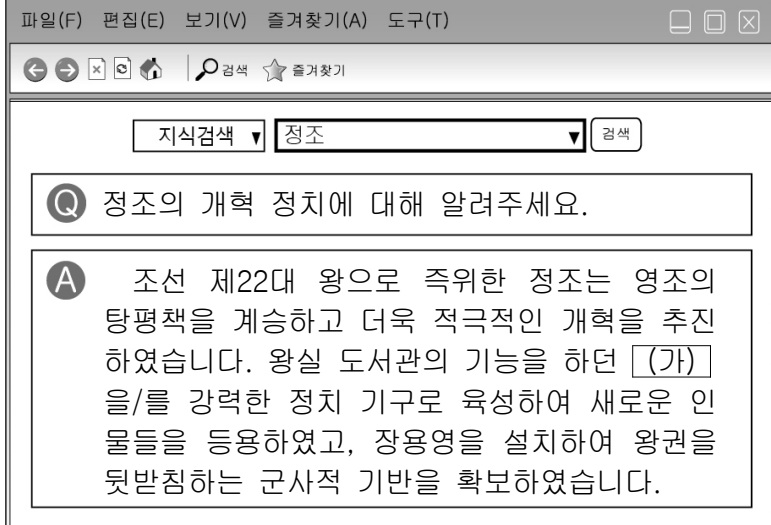 파일(F) 편집(E) 보기(V) 즐겨찾기(A) 도구(T)
검색 즐겨찾기
지식검색 ▼ 정조 ▼ 검색
Q 정조의 개혁 정치에 대해 알려주세요.
A 조선 제22대 왕으로 즉위한 정조는 영조의
탕평책을 계승하고 더욱 적극적인 개혁을 추진
하였습니다. 왕실 도서관의 기능을 하던 (가)
을/를 강력한 정치 기구로 육성하여 새로운 인
물들을 등용하였고, 장용영을 설치하여 왕권을
뒷받침하는 군사적 기반을 확보하였습니다.